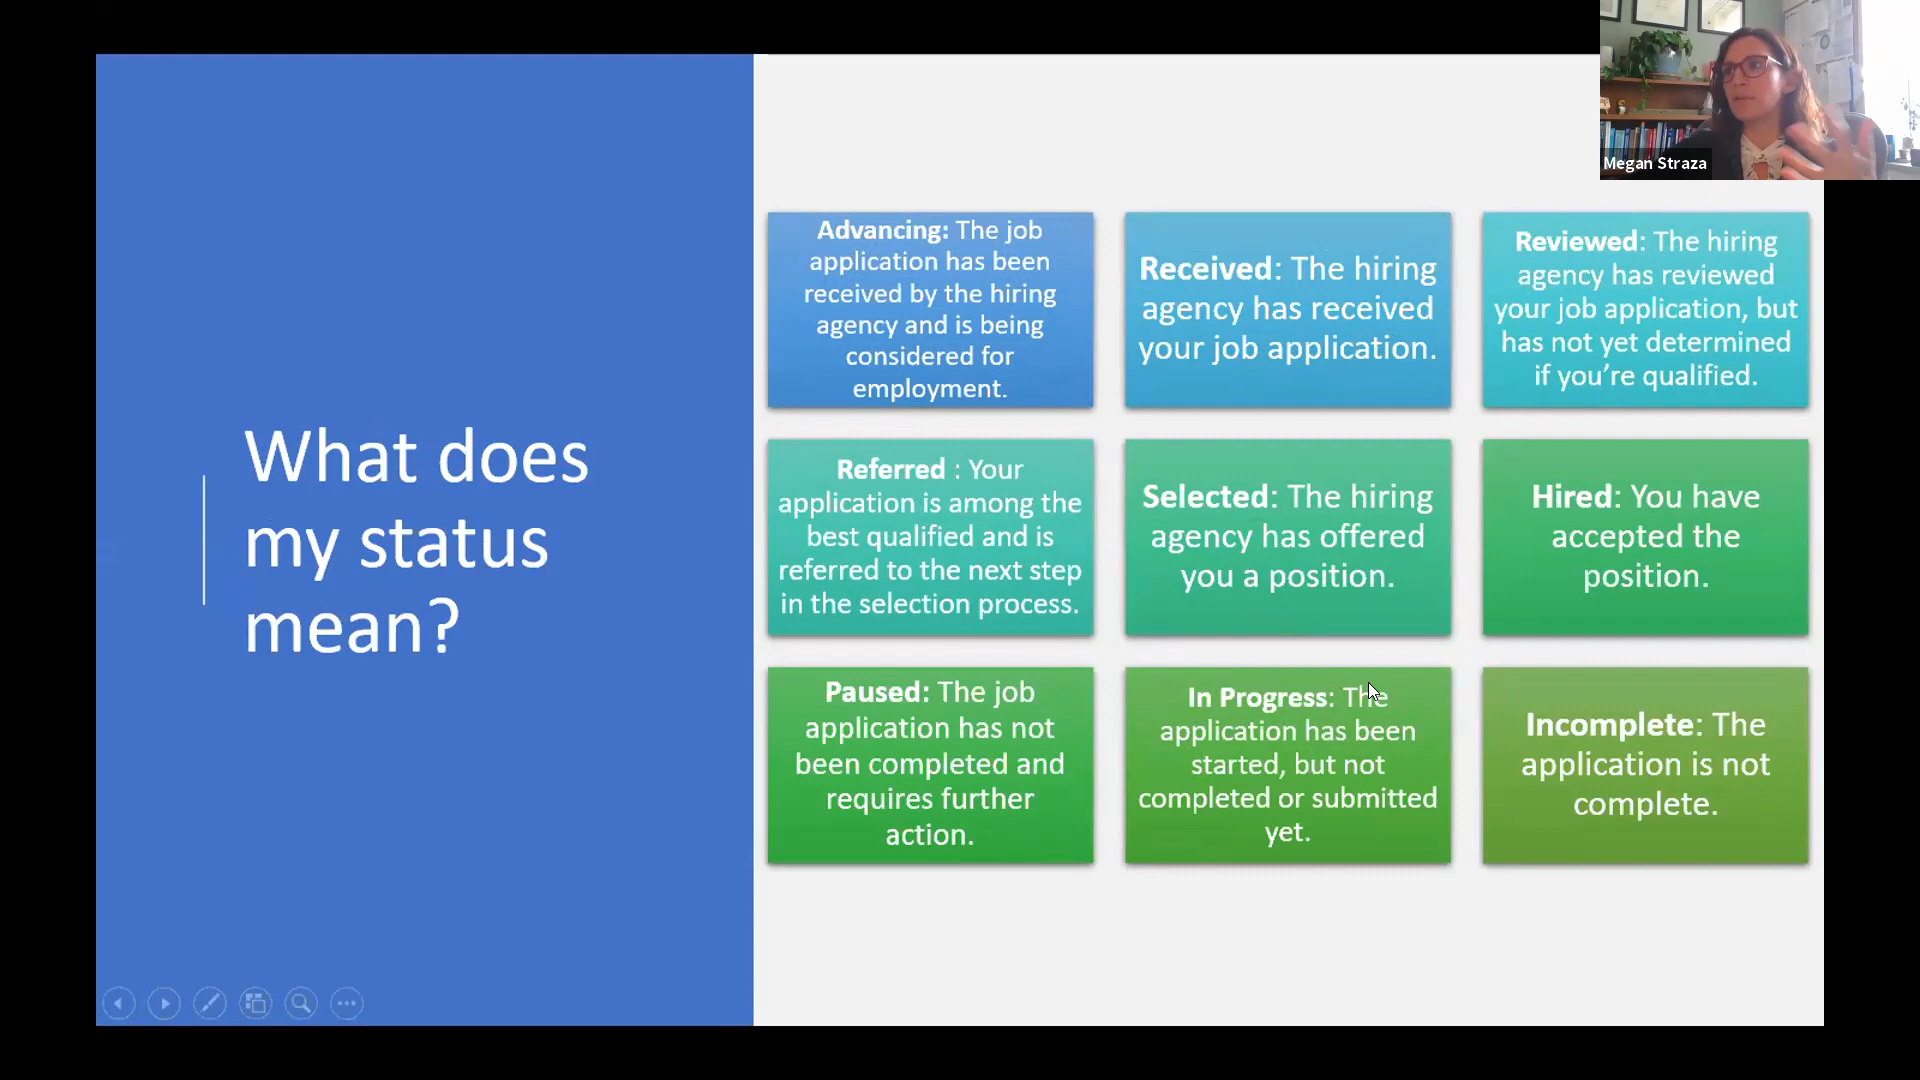 Megan Straza
What does
my status
mean?
Advancing: The job
application has been
received by the hiring
agency and is being
considered for
employment.
Received: The hiring
agency has received
your job application.
Reviewed: The hiring
agency has reviewed
your job application, but
has not yet determined
if you’re qualified.
Referred : Your
application is among the
best qualified and is
referred to the next step
in the selection process.
Selected: The hiring
agency has offered
you a position.
Hired: You have
accepted the
position.
Paused: The job
application has not
been completed and
requires further
action.
In Progress: The
application has been
started, but not
completed or submitted
yet.
Incomplete: The
application is not
complete.